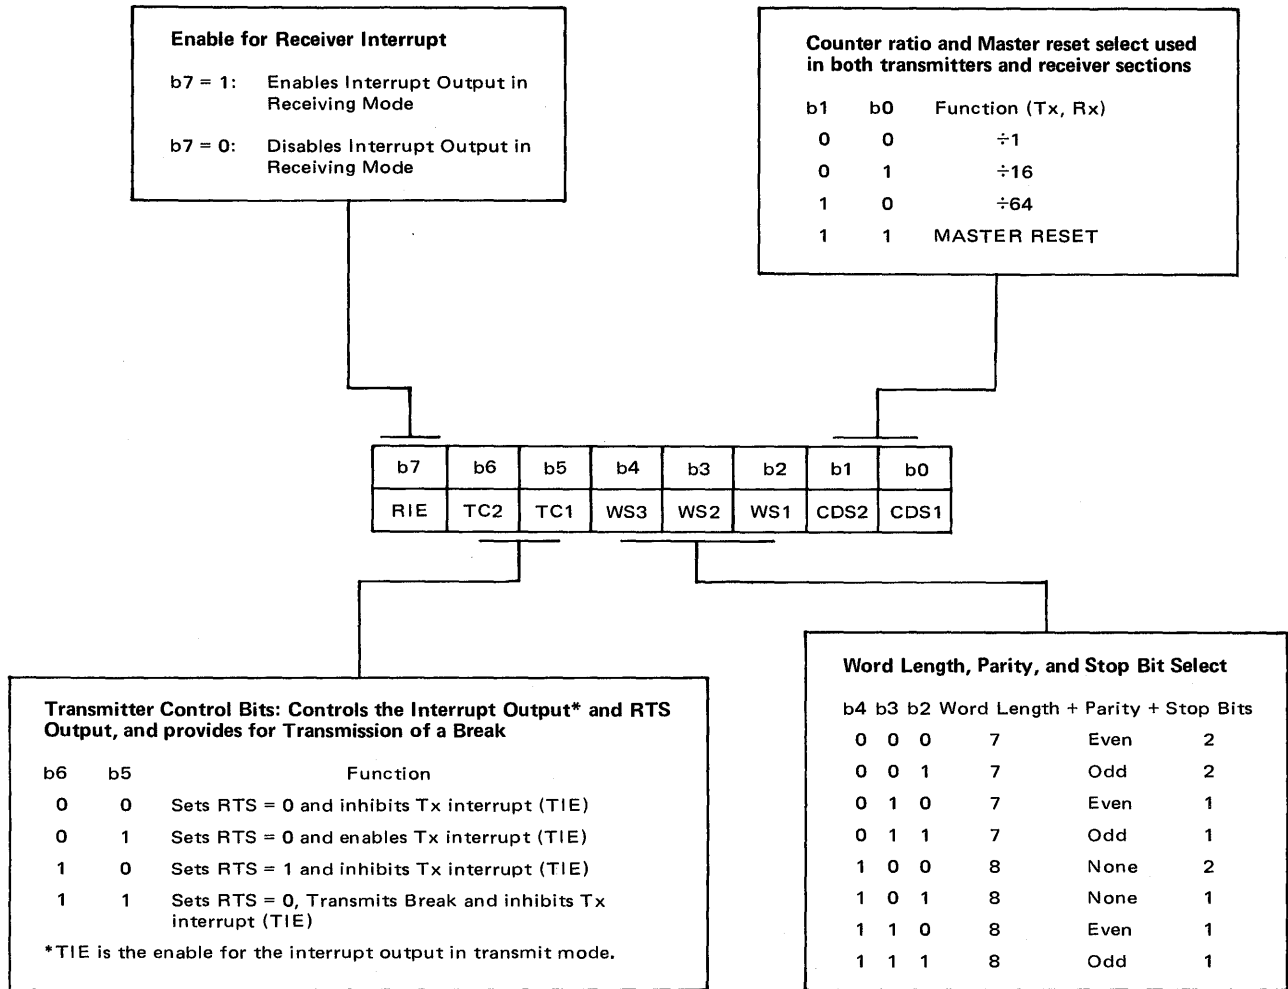 Enable for Receiver Interrupt
b7 = 1: Enables Interrupt Output in
Receiving Mode
b7 = 0: Disables Interrupt Output in
Receiving Mode
Counter ratio and Master reset select used
in both transmitters and receiver sections
b1 b0 Function (Tx, Rx)
0 0 ÷1
0 1 ÷16
1 0 ÷64
1 1 MASTER RESET
b7 b6 b5 b4 b3 b2 b1 b0
RIE TC2 TC1 WS3 WS2 WS1 CDS2 CDS1
Transmitter Control Bits: Controls the Interrupt Output* and RTS
Output, and provides for Transmission of a Break
b6 b5 Function
0 0 Sets RTS = 0 and inhibits Tx interrupt (TIE)
0 1 Sets RTS = 0 and enables Tx interrupt (TIE)
1 0 Sets RTS = 1 and inhibits Tx interrupt (TIE)
1 1 Sets RTS = 0, Transmits Break and inhibits Tx
interrupt (TIE)
*TIE is the enable for the interrupt output in transmit mode.
Word Length, Parity, and Stop Bit Select
b4 b3 b2 Word Length + Parity + Stop Bits
0 0 0 7 Even 2
0 0 1 7 Odd 2
0 1 0 7 Even 1
0 1 1 7 Odd 1
1 0 0 8 None 2
1 0 1 8 None 1
1 1 0 8 Even 1
1 1 1 8 Odd 1